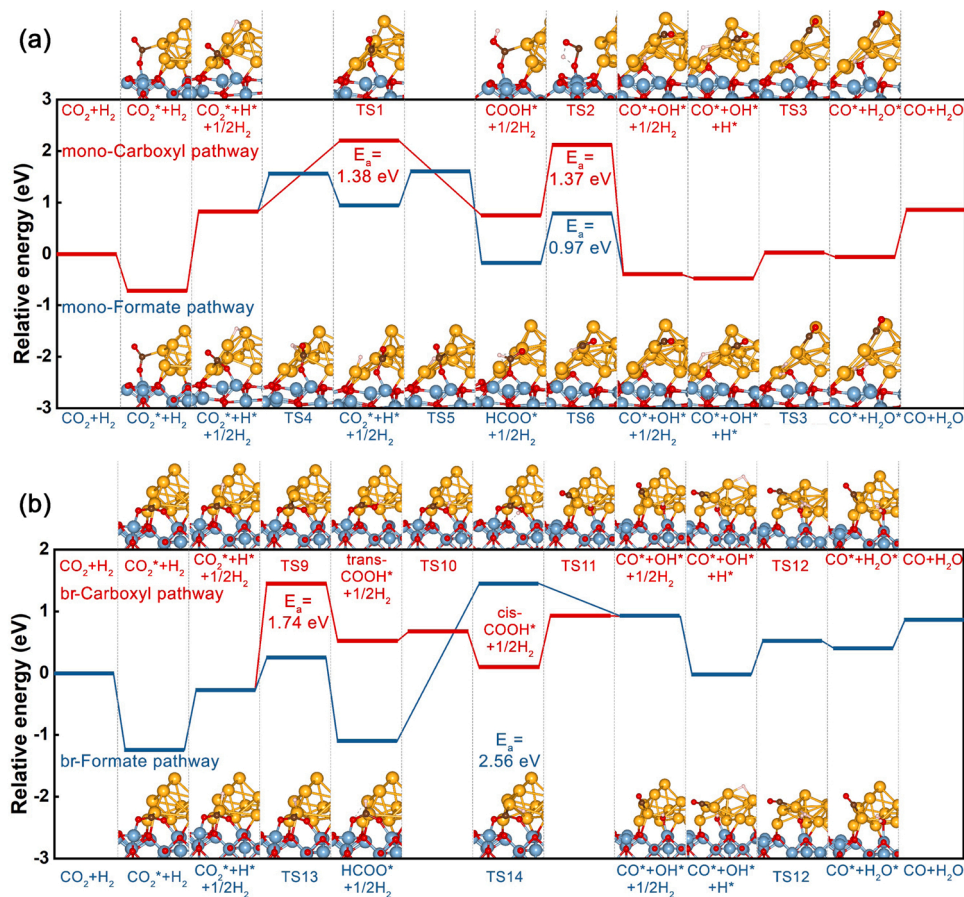 (a)
3
2
1
0
-1
-2
-3
Relative energy (eV)
CO₂+H₂
CO₂*+H₂
CO₂*+H*
+1/2H₂
TS1
COOH*
+1/2H₂
TS2
CO*+OH*
+1/2H₂
CO*+OH*
+H*
TS3
CO*+H₂O*
CO+H₂O
mono-Carboxyl pathway
Eₐ=
1.38 eV
Eₐ=
1.37 eV
Eₐ=
0.97 eV
mono-Formate pathway
CO₂+H₂
CO₂*+H₂
CO₂*+H*
+1/2H₂
TS4
CO₂*+H*
+1/2H₂
TS5
HCOO*
+1/2H₂
TS6
CO*+OH*
+1/2H₂
CO*+OH*
+H*
TS3
CO*+H₂O*
CO+H₂O
(b)
2
1
0
-1
-2
-3
Relative energy (eV)
CO₂+H₂
CO₂*+H₂
CO₂*+H*
+1/2H₂
TS9
trans-
COOH*
+1/2H₂
TS10
cis-
COOH*
+1/2H₂
TS11
CO*+OH*
+1/2H₂
CO*+OH*
+H*
TS12
CO*+H₂O*
CO+H₂O
br-Carboxyl pathway
Eₐ=
1.74 eV
Eₐ=
2.56 eV
br-Formate pathway
CO₂+H₂
CO₂*+H₂
CO₂*+H*
+1/2H₂
TS13
HCOO*
+1/2H₂
TS14
CO*+OH*
+1/2H₂
CO*+OH*
+H*
TS12
CO*+H₂O*
CO+H₂O